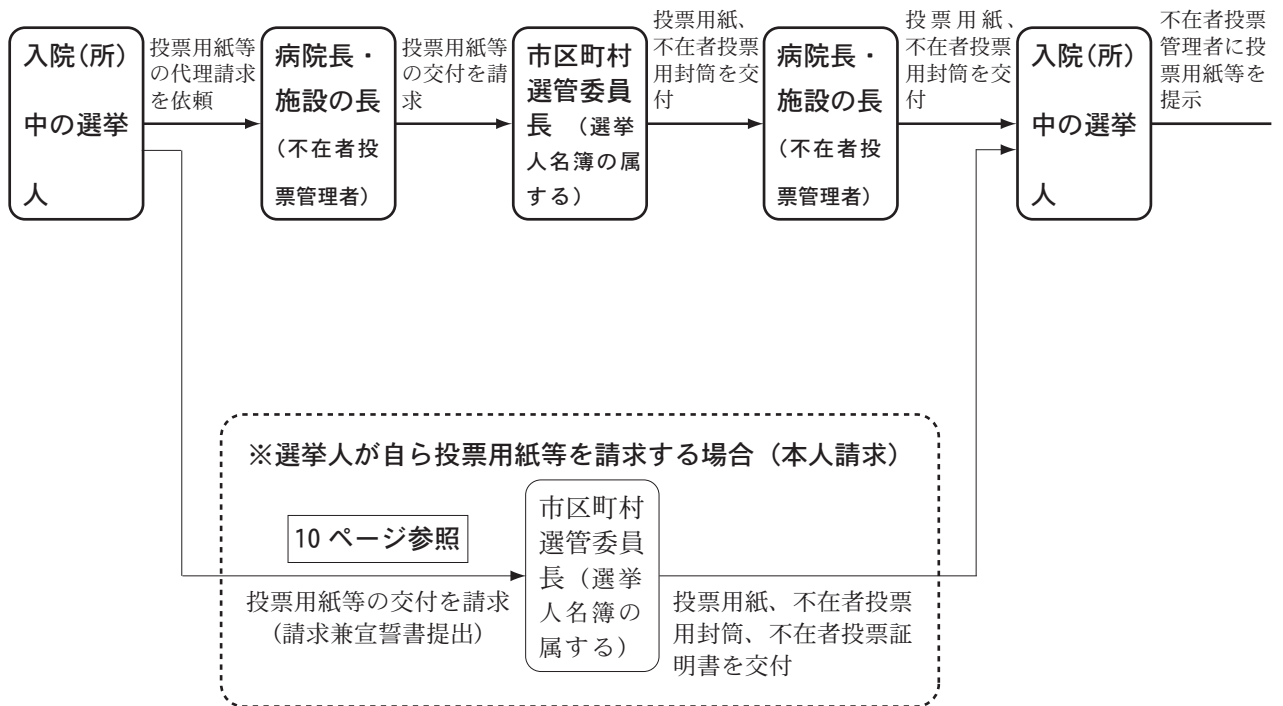 入院(所)
中の選挙
人
投票用紙等
の代理請求
を依頼
病院長・
施設の長
(不在者投
票管理者)
投票用紙等
の交付を請
求
市区町村
選管委員
長(選挙
人名簿の属
する)
投票用紙、
不在者投票
用封筒を交
付
病院長・
施設の長
(不在者投
票管理者)
投票用紙、
不在者投票
用封筒を交
付
入院(所)
中の選挙
人
不在者投票
管理者に投
票用紙等を
提示
※選挙人が自ら投票用紙等を請求する場合(本人請求)
10 ページ参照
投票用紙等の交付を請求
(請求兼宣誓書提出)
市区町村
選管委員
長(選挙
人名簿の
属する)
投票用紙、不在者投票
用封筒、不在者投票証
明書を交付